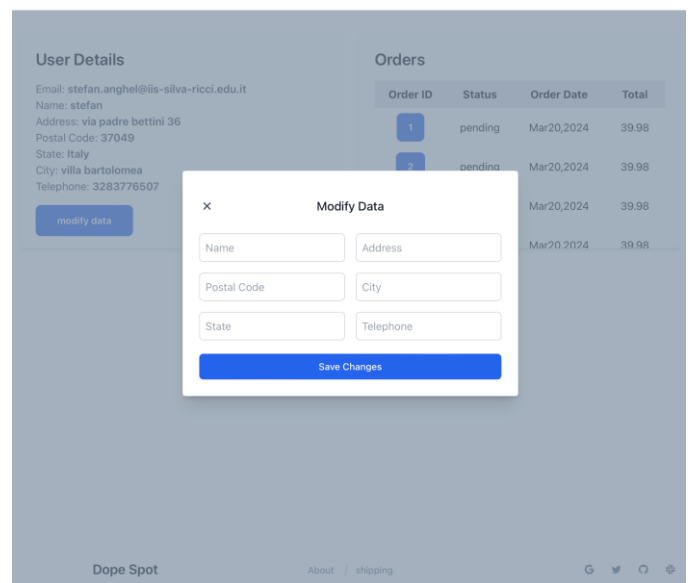 User Details
Email: stefan.anghel@iis-silva-ricci.edu.it
Name: stefan
Address: via padre bettini 36
Postal Code: 37049
State: Italy
City: villa bartolomea
Telephone: 3283776507
modify data
Orders
Order ID Status Order Date Total
1 pending Mar20,2024 39.98
2 pending Mar20,2024 39.98
Mar20,2024 39.98
Mar20,2024 39.98
× Modify Data
Name Address
Postal Code City
State Telephone
Save Changes
Dope Spot About / shipping